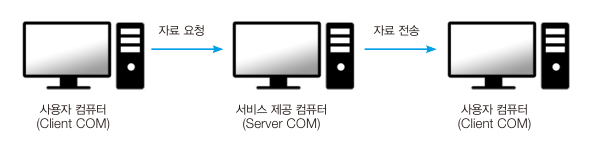 자료 요청
자료 전송
사용자 컴퓨터
(Client COM)
서비스 제공 컴퓨터
(Server COM)
사용자 컴퓨터
(Client COM)